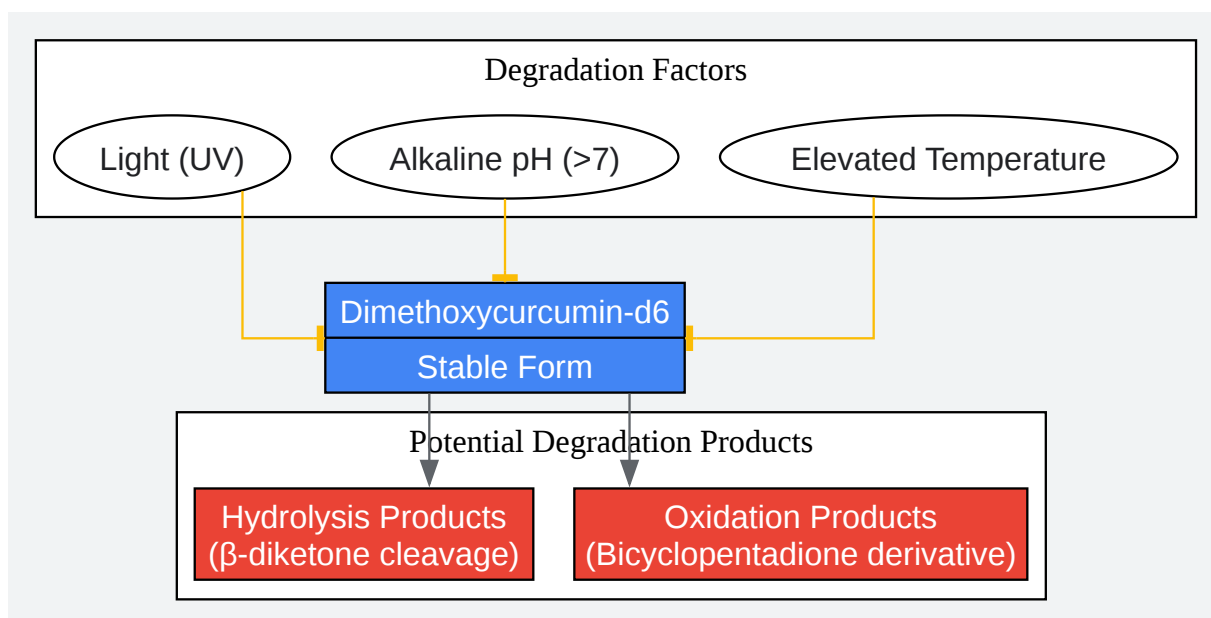 Degradation Factors
Light (UV)
Alkaline pH (>7)
Elevated Temperature
Dimethoxycurcumin-d6
Stable Form
Potential Degradation Products
Hydrolysis Products
(β-diketone cleavage)
Oxidation Products
(Bicyclopentadione derivative)